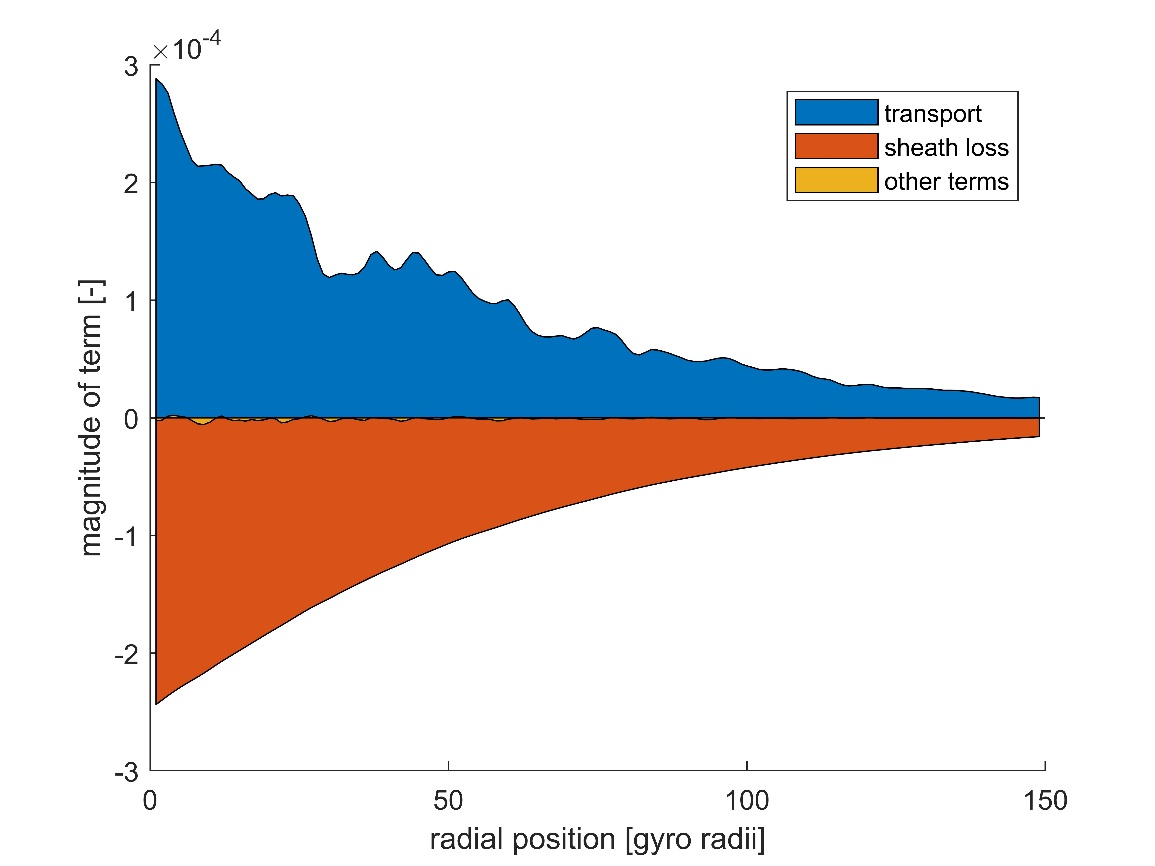 ×10⁻⁴
3
2
1
0
-1
-2
-3
magnitude of term [-]
transport
sheath loss
other terms
0
50
100
150
radial position [gyro radii]